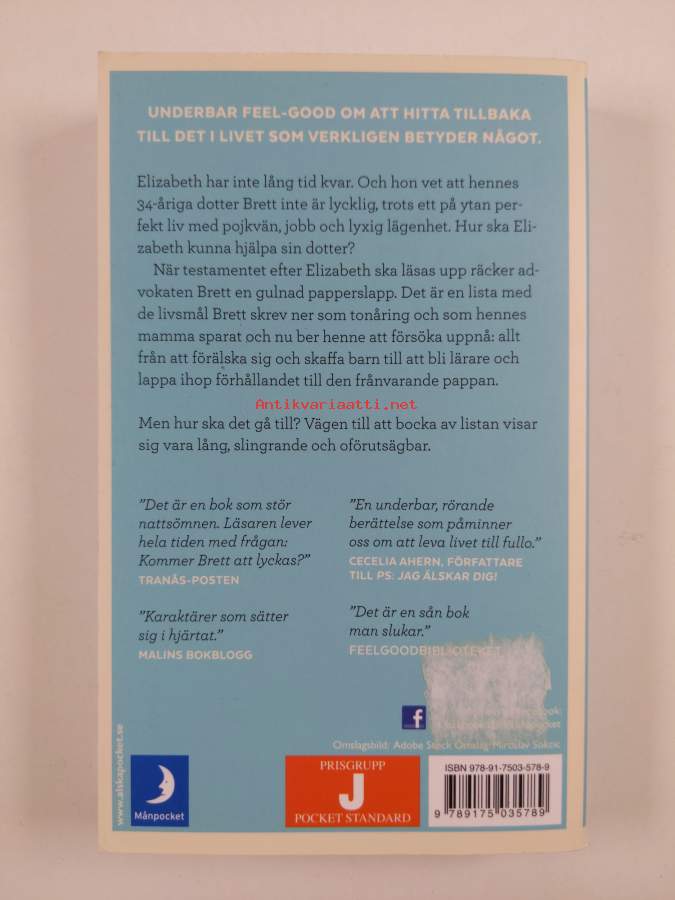 UNDERBAR FEEL-GOOD OM ATT HITTA TILLBAKA
TILL DET I LIVET SOM VERKLIGEN BETYDER NÅGOT.
Elizabeth har inte lång tid kvar. Och hon vet att hennes
34-åriga dotter Brett inte är lycklig, trots ett på ytan per-
fekt liv med pojkvän, jobb och lyxig lägenhet. Hur ska Eli-
zabeth kunna hjälpa sin dotter?
När testamentet efter Elizabeth ska läsas upp räcker ad-
vokaten Brett en gulnad papperslapp. Det är en lista med
de livsmål Brett skrev ner som tonåring och som hennes
mamma sparat och nu ber henne att försöka uppnå: allt
från att förälska sig och skaffa barn till att bli lärare och
lappa ihop förhållandet till den frånvarande pappan.
Antikvariaatti.net
Men hur ska det gå till? Vägen till att bocka av listan visar
sig vara lång, slingrande och oförutsägbar.
”Det är en bok som stör
nattsömnen. Läsaren lever
hela tiden med frågan:
Kommer Brett att lyckas?”
TRANÅS-POSTEN
”Karaktärer som sätter
sig i hjärtat.”
MALINS BOKBLOGG
”En underbar, rörande
berättelse som påminner
oss om att leva livet till fullo.”
CECELIA AHERN, FÖRFATTARE
TILL PS: JAG ÄLSKAR DIG!
”Det är en sån bok
man slukar.”
FEELGOODBIBLIOTEKET
Omslagsbild: Adobe Stock Omslag: Miroslav Sokcic
www.alskapocket.se
Månpocket
PRISGRUPP
J
POCKET STANDARD
ISBN 978-91-7503-578-9
9 789175 035789